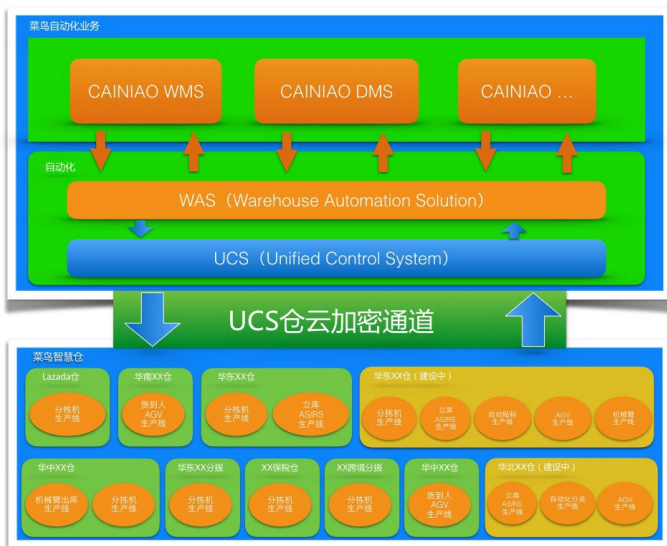 菜鸟自动化业务
CAINIAO WMS
CAINIAO DMS
CAINIAO ...
自动化
WAS（Warehouse Automation Solution）
UCS（Unified Control System）
UCS仓云加密通道
菜鸟智慧仓
Lazada仓
分拣机
生产线
华南XX仓
货到人
AGV
生产线
华东XX仓
分拣机
生产线
立库
AS/RS
生产线
华东XX仓（建设中）
分拣机
生产线
立库
AS/RS
生产线
自动贴标
生产线
AGV
生产线
机械臂
生产线
华中XX仓
机械臂出库
生产线
分拣机
生产线
华东XX分拨
分拣机
生产线
XX保税仓
分拣机
生产线
XX跨境分拨
分拣机
生产线
华中XX仓
货到人
AGV
生产线
华北XX仓（建设中）
立库
AS/RS
生产线
自动化分拣
生产线
AGV
生产线